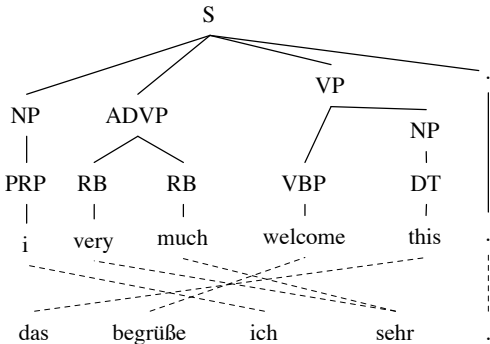 S
VP .
NP ADVP
NP
PRP RB RB VBP DT
i very much welcome this .
das begrüße ich sehr .